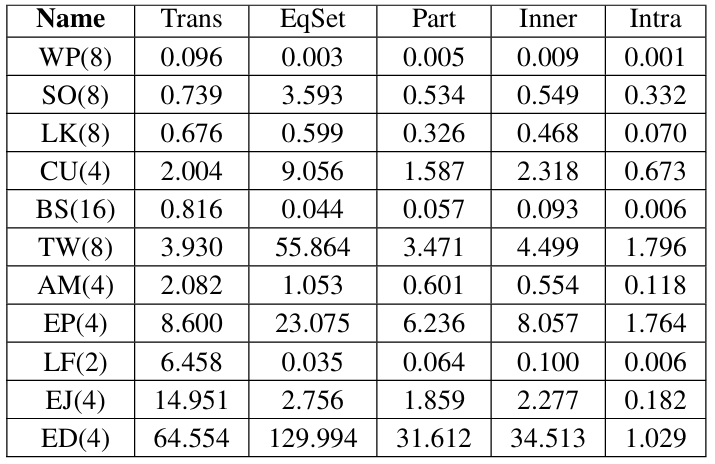 Name Trans EqSet Part Inner Intra
WP(8) 0.096 0.003 0.005 0.009 0.001
SO(8) 0.739 3.593 0.534 0.549 0.332
LK(8) 0.676 0.599 0.326 0.468 0.070
CU(4) 2.004 9.056 1.587 2.318 0.673
BS(16) 0.816 0.044 0.057 0.093 0.006
TW(8) 3.930 55.864 3.471 4.499 1.796
AM(4) 2.082 1.053 0.601 0.554 0.118
EP(4) 8.600 23.075 6.236 8.057 1.764
LF(2) 6.458 0.035 0.064 0.100 0.006
EJ(4) 14.951 2.756 1.859 2.277 0.182
ED(4) 64.554 129.994 31.612 34.513 1.029